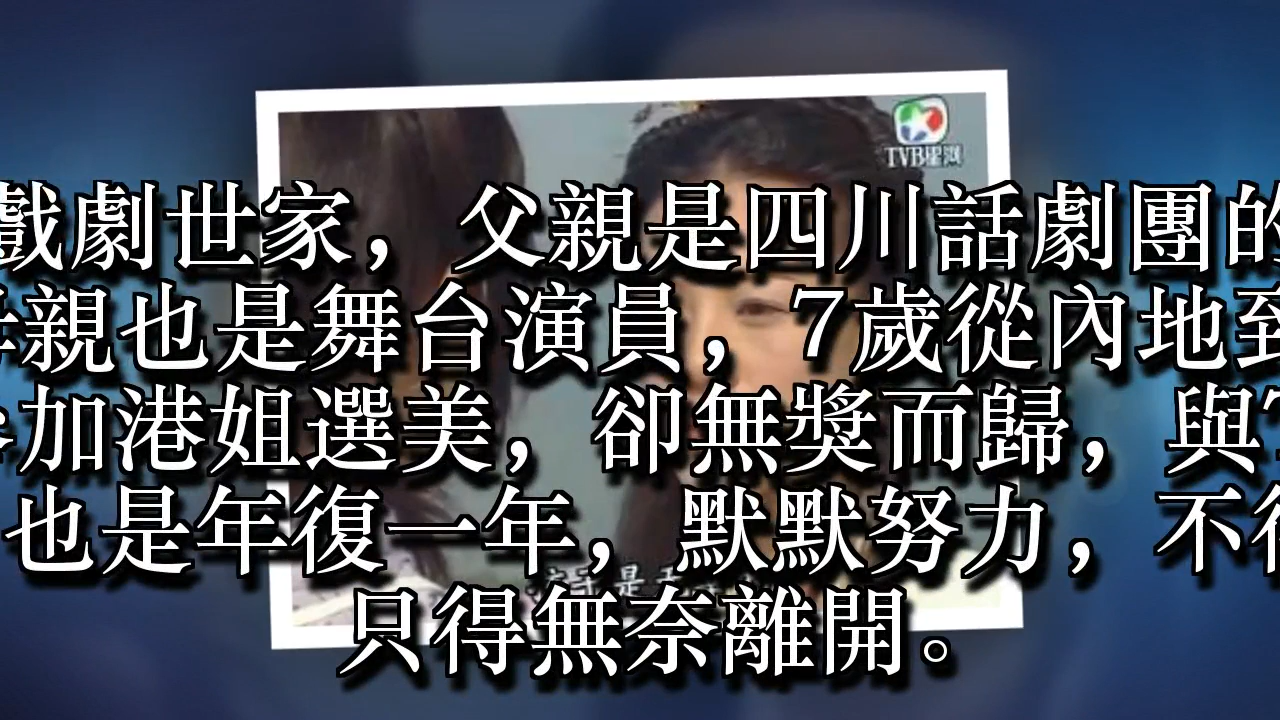 TVB星河
戲劇世家，父親是四川話劇團的
親也是舞台演員，7歲從內地到
加港姐選美，卻無獎而歸，與
也是年復一年，默默努力，不
只得無奈離開。